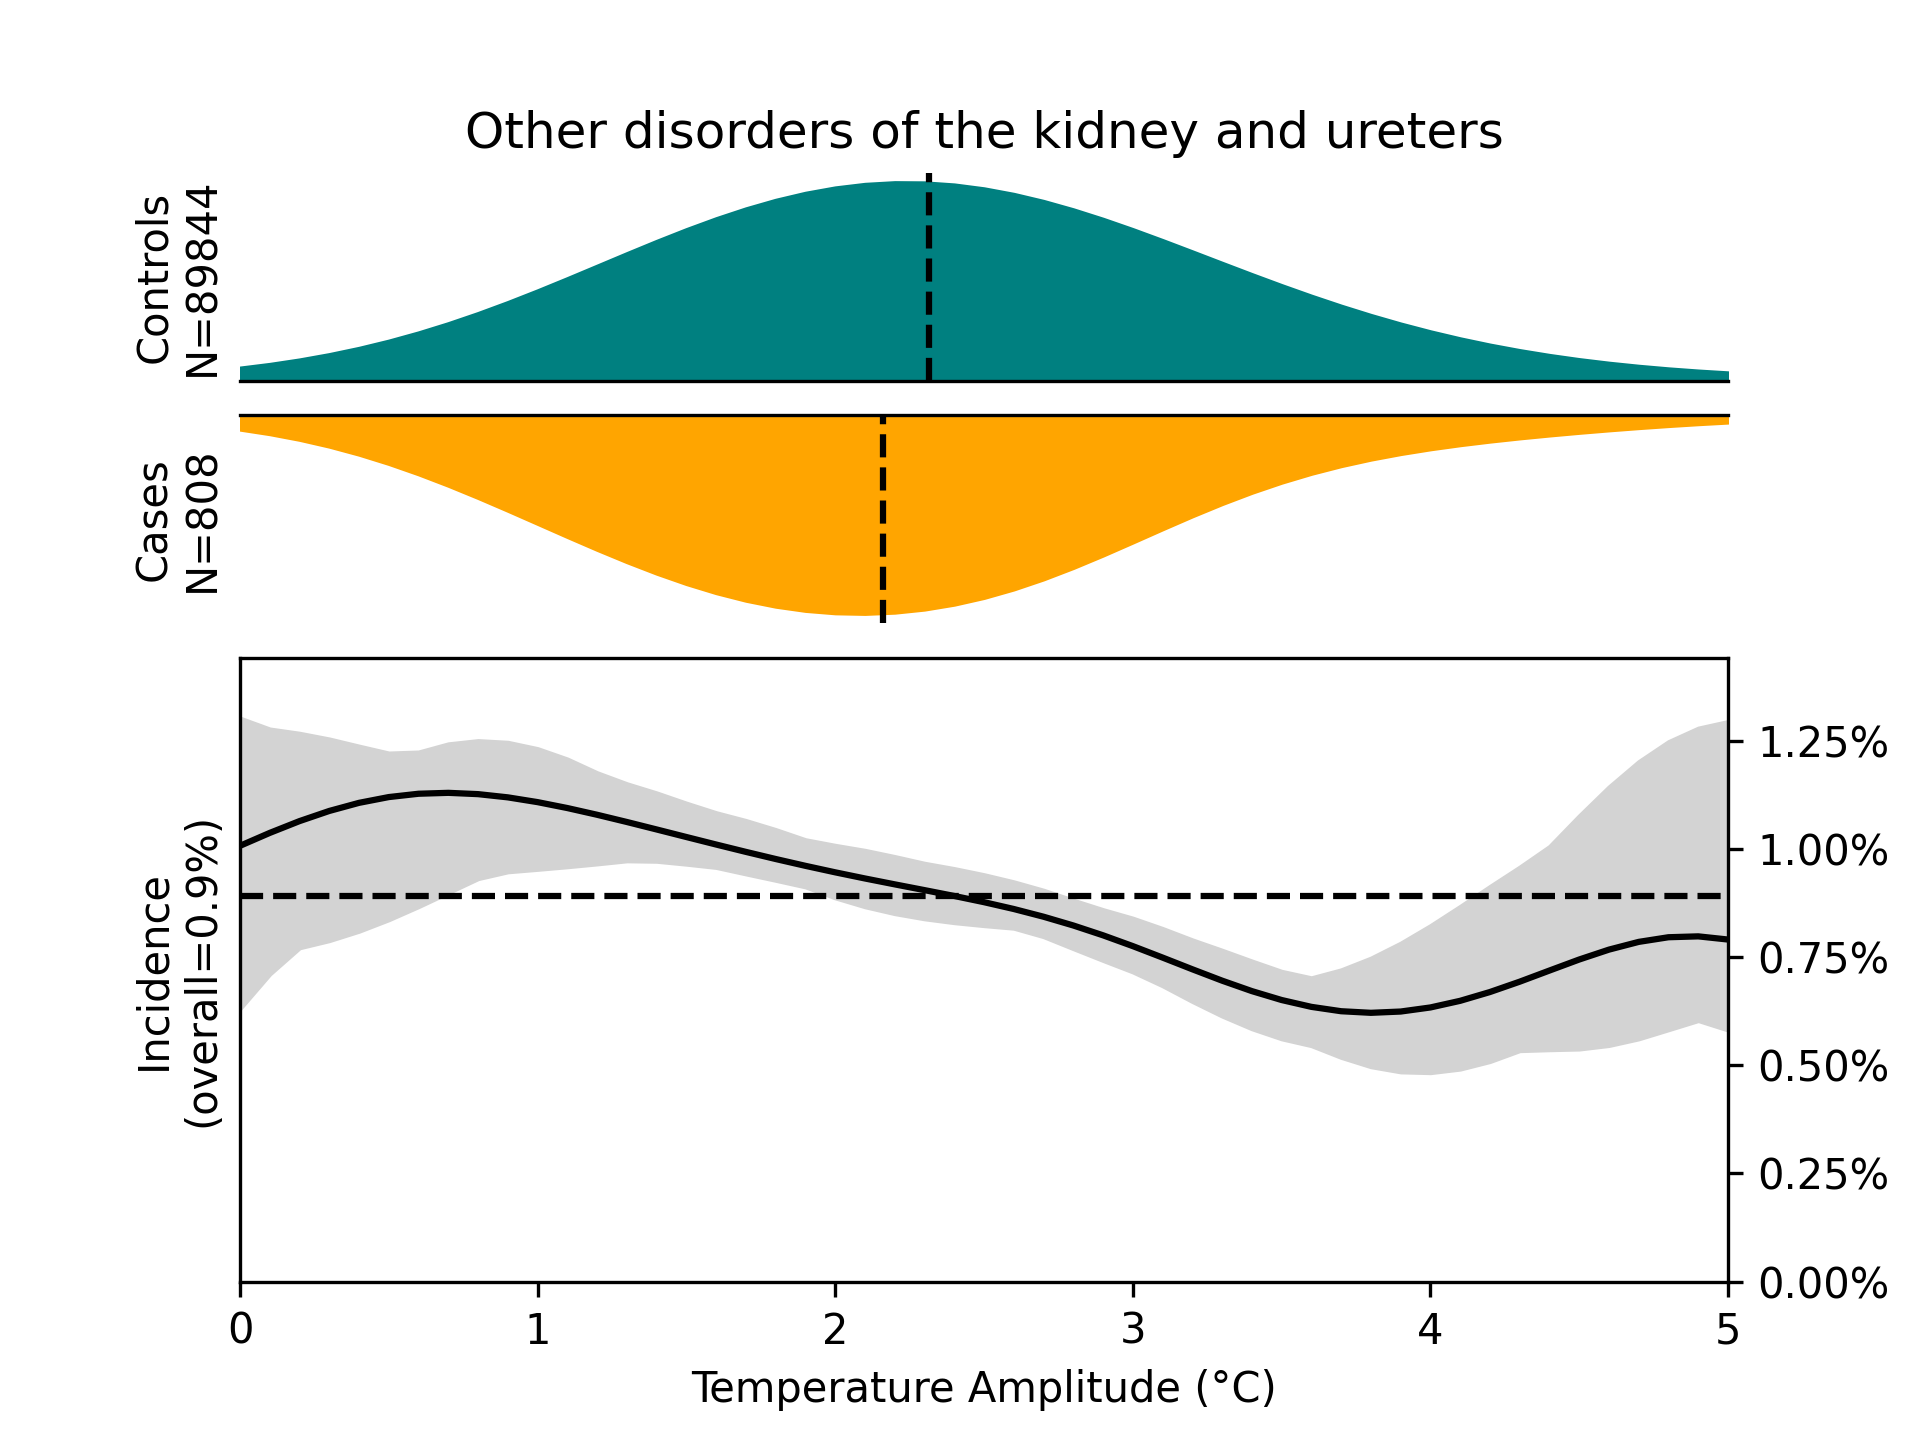 Other disorders of the kidney and ureters
Controls
N=89844
Cases
N=808
Incidence
(overall=0.9%)
1.25%
1.00%
0.75%
0.50%
0.25%
0.00%
0 1 2 3 4 5
Temperature Amplitude (°C)